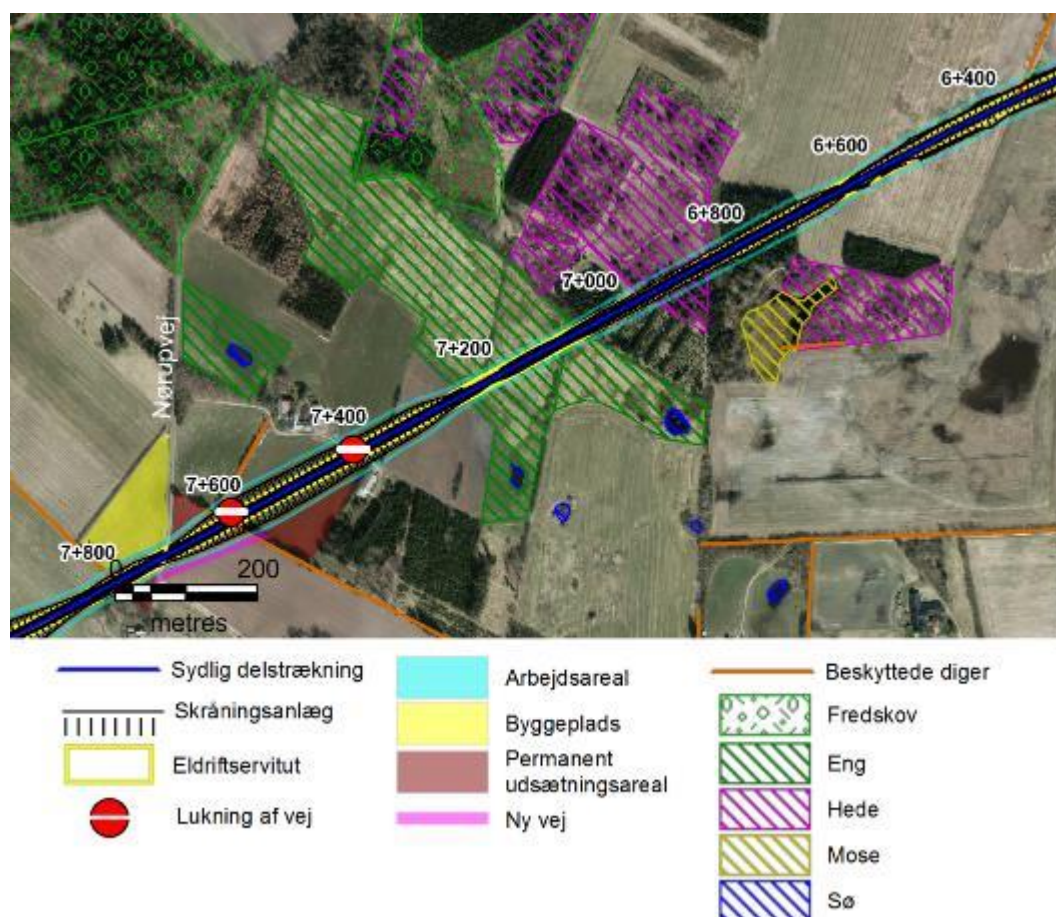 6+400
6+600
6+800
7+000
7+200
Nørupvej
7+400
7+600
7+800
0
200
metres
Sydlig delstrækning
Skråningsanlæg
Eldriftservitut
Lukning af vej
Arbejdsareal
Byggeplads
Permanent
udsætningsareal
Ny vej
Beskyttede diger
Fredskov
Eng
Hede
Mose
Sø